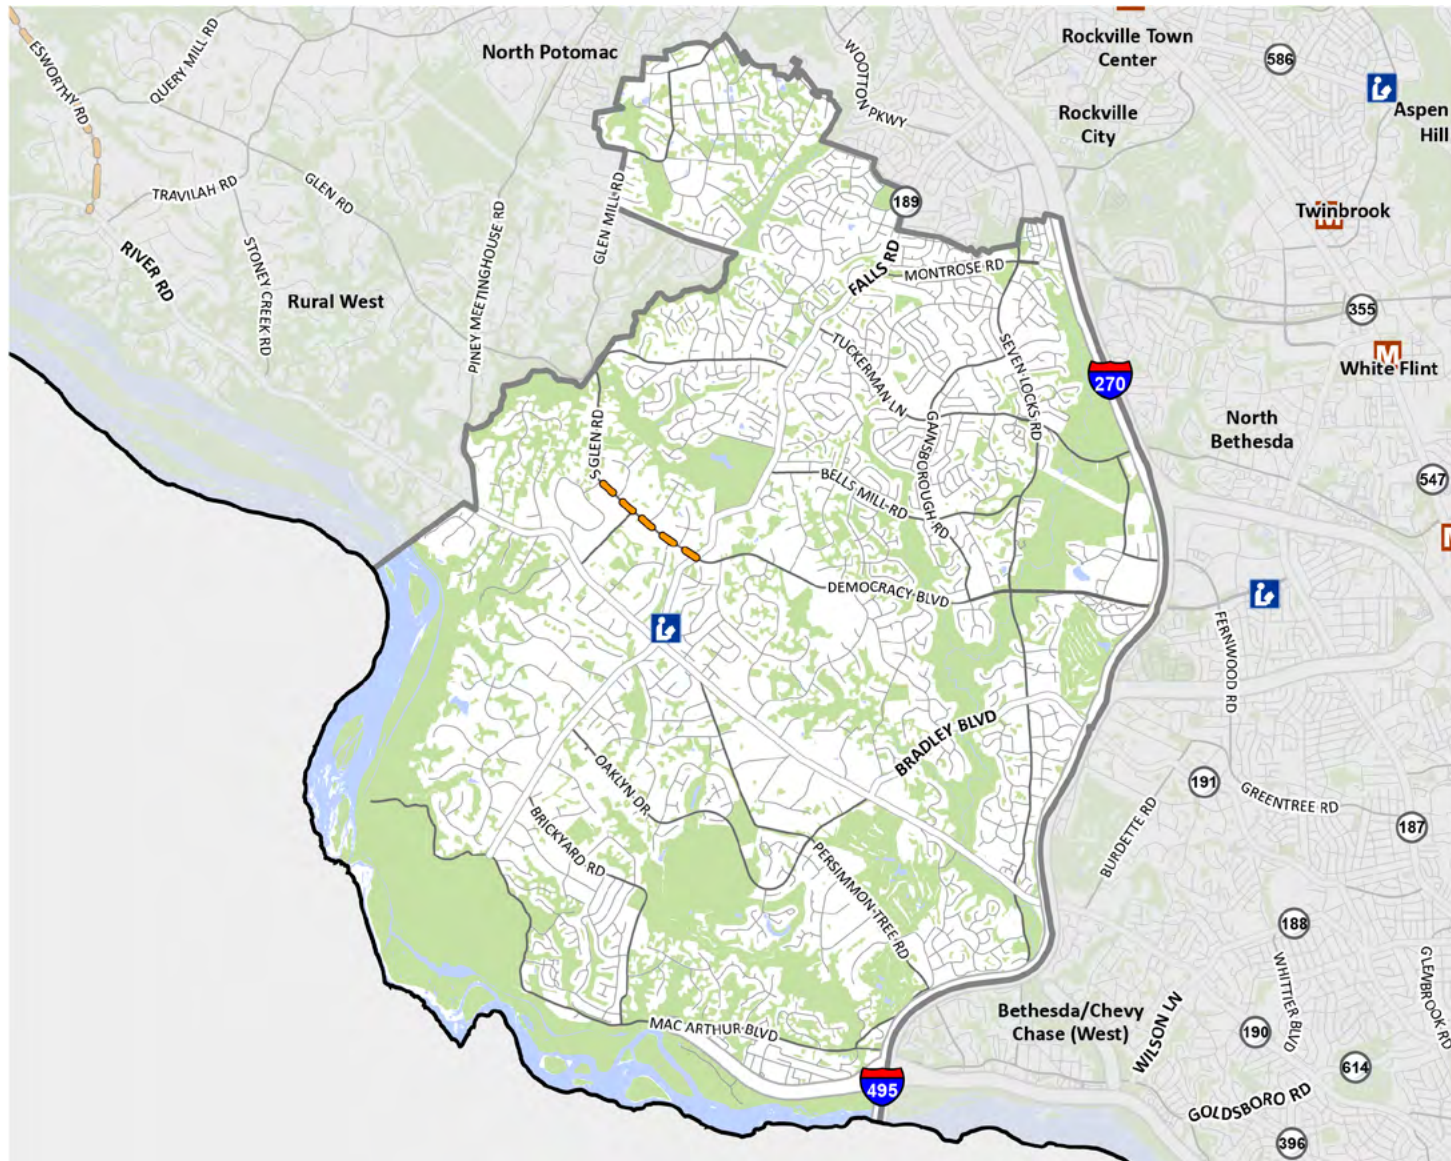 ESWORTHY RD
QUERY MILL RD
North Potomac
WOOTON PKWY
Rockville Town
Center
586
Rockville
City
Aspen
Hill
TRAVILAH RD
GLEN RD
GLEN MILL RD
189
Twinbrook
M
RIVER RD
STONEY CREEK RD
Rural West
PINEY MEETINGHOUSE RD
FALLS RD
MONTROSE RD
355
TUCKERMAN LN
SEVEN LOCKS RD
M
White Flint
270
GAINSBOROUGH RD
North
Bethesda
S GLEN RD
BELLS MILL RD
547
DEMOCRACY BLVD
FERNWOOD RD
BRADLEY BLVD
OAKLYN DR
191
GREENTREE RD
BRICKYARD RD
PERSIMMON TREE RD
BURDETTE RD
187
188
WHITTIER BLVD
GLENBROOK RD
Bethesda/Chevy
Chase (West)
WILSON LN
190
MAC ARTHUR BLVD
614
495
GOLDSBORO RD
396